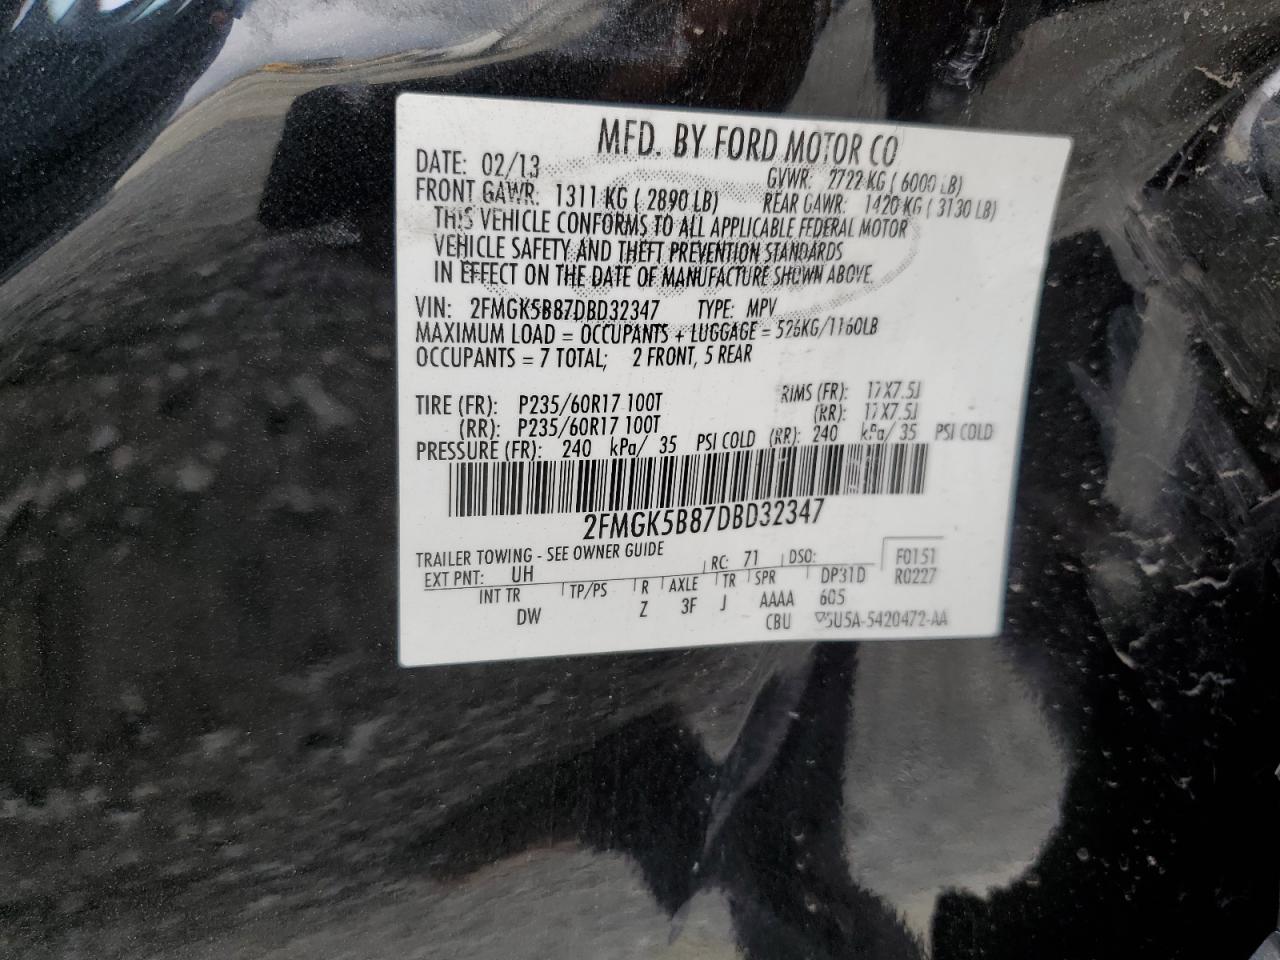 MFD. BY FORD MOTOR CO
DATE: 02/13 GVWR: 2722 KG ( 6000 LB)
FRONT GAWR: 1311 KG ( 2890 LB) REAR GAWR: 1420 KG ( 3130 LB)
THIS VEHICLE CONFORMS TO ALL APPLICABLE FEDERAL MOTOR
VEHICLE SAFETY AND THEFT PREVENTION STANDARDS
IN EFFECT ON THE DATE OF MANUFACTURE SHOWN ABOVE.
VIN: 2FMGK5B87DBD32347 TYPE: MPV
MAXIMUM LOAD = OCCUPANTS + LUGGAGE = 526KG/1160LB
OCCUPANTS = 7 TOTAL; 2 FRONT, 5 REAR
TIRE (FR): P235/60R17 100T RIMS (FR): 17X7.5J
(RR): P235/60R17 100T (RR): 17X7.5J
PRESSURE (FR): 240 kPa/ 35 PSI COLD (RR): 240 kPa/ 35 PSI COLD
2FMGK5B87DBD32347
TRAILER TOWING - SEE OWNER GUIDE
EXT PNT: UH RC: 71 DSO: F0151
INT TR TP/PS R AXLE TR SPR DP31D R0227
DW Z 3F J AAAA 605
CBU 5U5A-5420472-AA